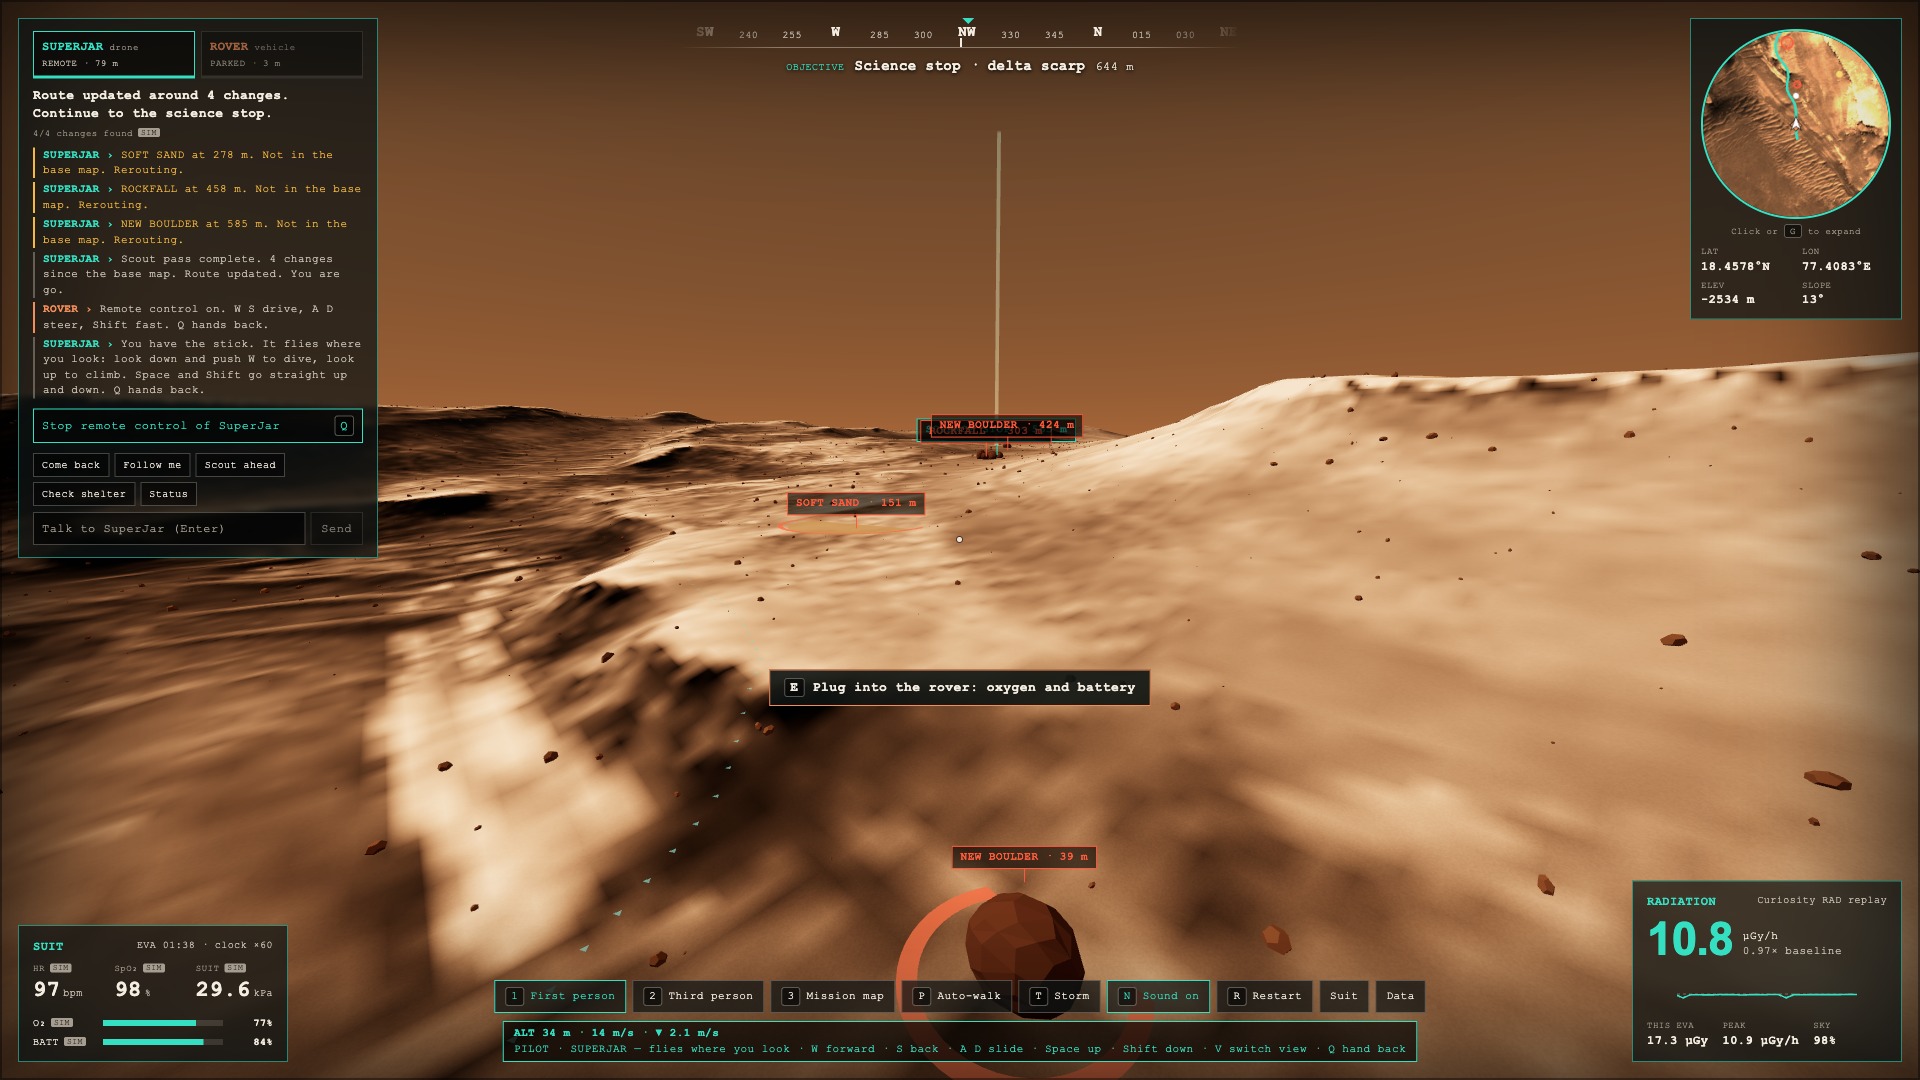 SUPERJAR drone
REMOTE · 79 m
ROVER vehicle
PARKED · 3 m
Route updated around 4 changes.
Continue to the science stop.
4/4 changes found SIM
SUPERJAR › SOFT SAND at 278 m. Not in the
base map. Rerouting.
SUPERJAR › ROCKFALL at 458 m. Not in the base
map. Rerouting.
SUPERJAR › NEW BOULDER at 585 m. Not in the
base map. Rerouting.
SUPERJAR › Scout pass complete. 4 changes
since the base map. Route updated. You are
go.
ROVER › Remote control on. W S drive, A D
steer, Shift fast. Q hands back.
SUPERJAR › You have the stick. It flies where
you look: look down and push W to dive, look
up to climb. Space and Shift go straight up
and down. Q hands back.
Stop remote control of SuperJar Q
Come back Follow me Scout ahead
Check shelter Status
Talk to SuperJar (Enter) Send
SW 240 255 W 285 300 NW 330 345 N 015 030 NE
OBJECTIVE Science stop · delta scarp 644 m
Click or G to expand
LAT LON
18.4578°N 77.4083°E
ELEV SLOPE
-2534 m 13°
NEW BOULDER · 424 m
ROCKFALL · 303 m
SOFT SAND · 151 m
E Plug into the rover: oxygen and battery
NEW BOULDER · 39 m
SUIT EVA 01:38 · clock ×60
HR SIM SpO₂ SIM SUIT SIM
97 bpm 98 % 29.6 kPa
O₂ SIM 77%
BATT SIM 84%
1 First person 2 Third person 3 Mission map P Auto-walk T Storm N Sound on R Restart Suit Data
ALT 34 m · 14 m/s · ▼ 2.1 m/s
PILOT · SUPERJAR — flies where you look · W forward · S back · A D slide · Space up · Shift down · V switch view · Q hand back
RADIATION Curiosity RAD replay
10.8 µGy/h
0.97× baseline
THIS EVA PEAK SKY
17.3 µGy 10.9 µGy/h 98%